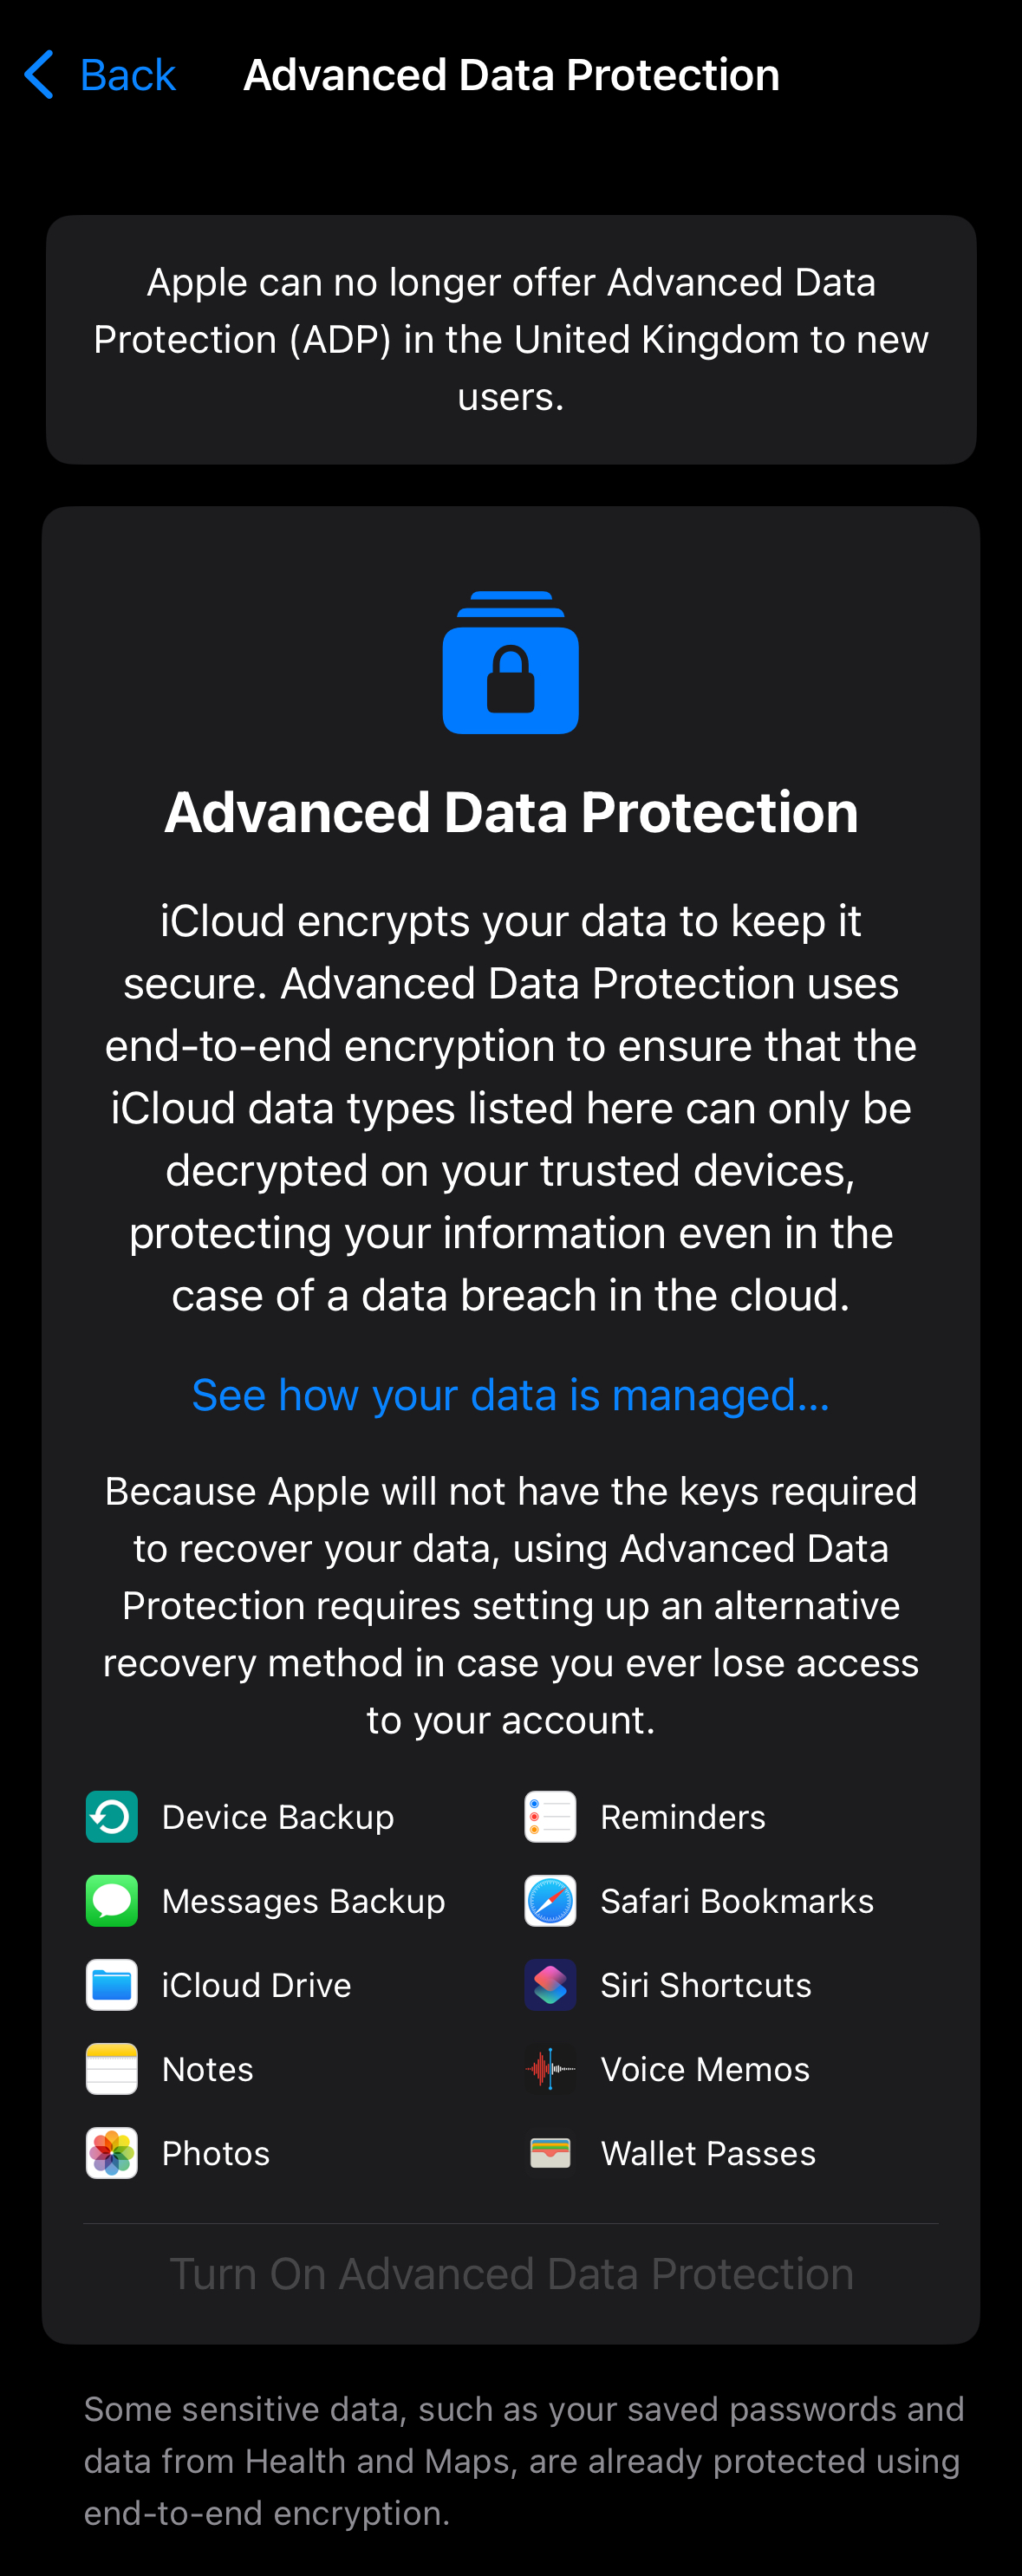 Back
Advanced Data Protection
Apple can no longer offer Advanced Data
Protection (ADP) in the United Kingdom to new
users.
Advanced Data Protection
iCloud encrypts your data to keep it
secure. Advanced Data Protection uses
end-to-end encryption to ensure that the
iCloud data types listed here can only be
decrypted on your trusted devices,
protecting your information even in the
case of a data breach in the cloud.
See how your data is managed...
Because Apple will not have the keys required
to recover your data, using Advanced Data
Protection requires setting up an alternative
recovery method in case you ever lose access
to your account.
Device Backup
Reminders
Messages Backup
Safari Bookmarks
iCloud Drive
Siri Shortcuts
Notes
Voice Memos
Photos
Wallet Passes
Turn On Advanced Data Protection
Some sensitive data, such as your saved passwords and
data from Health and Maps, are already protected using
end-to-end encryption.